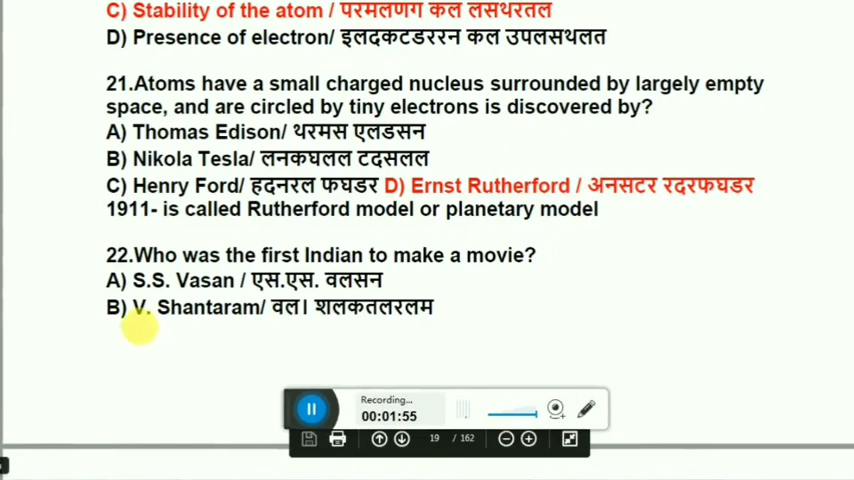 C) Stability of the atom / परमलणग कल लसथरतल
D) Presence of electron/ इलदकटडररन कल उपलसथलत
21.Atoms have a small charged nucleus surrounded by largely empty
space, and are circled by tiny electrons is discovered by?
A) Thomas Edison/ थरमस एलडसन
B) Nikola Tesla/ लनकघलल टदसलल
C) Henry Ford/ हदनरल फघडर D) Ernst Rutherford / अनसटर रदरफघडर
1911- is called Rutherford model or planetary model
22.Who was the first Indian to make a movie?
A) S.S. Vasan / एस.एस. वलसन
B) V. Shantaram/ वल। शलकतलरलम
Recording...
00:01:55
19 / 162